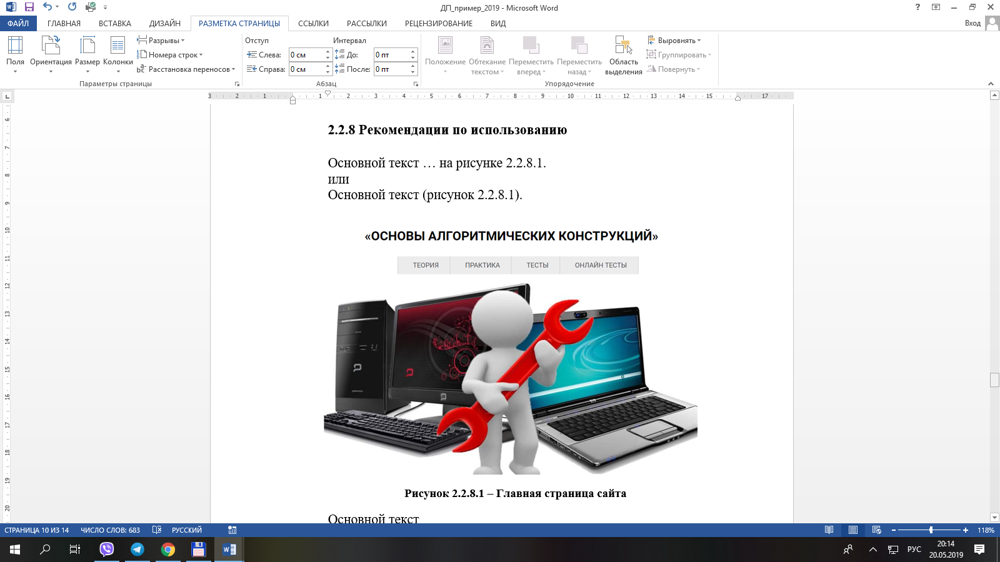 ДП_пример_2019 - Microsoft Word
ФАЙЛ ГЛАВНАЯ ВСТАВКА ДИЗАЙН РАЗМЕТКА СТРАНИЦЫ ССЫЛКИ РАССЫЛКИ РЕЦЕНЗИРОВАНИЕ ВИД Вход
Поля Ориентация Размер Колонки
Разрывы
Номера строк
Расстановка переносов
Параметры страницы
Отступ Интервал
Слева: 0 см До: 0 пт
Справа: 0 см После: 0 пт
Абзац
Положение Обтекание текстом Переместить вперед Переместить назад Область выделения
Выровнять
Группировать
Повернуть
Упорядочение
3 2 1 1 2 3 4 5 6 7 8 9 10 11 12 13 14 15 17
6
7
8
9
10
11
12
13
14
15
16
17
18
19
20
2.2.8 Рекомендации по использованию
Основной текст … на рисунке 2.2.8.1.
или
Основной текст (рисунок 2.2.8.1).
«ОСНОВЫ АЛГОРИТМИЧЕСКИХ КОНСТРУКЦИЙ»
ТЕОРИЯ ПРАКТИКА ТЕСТЫ ОНЛАЙН ТЕСТЫ
Рисунок 2.2.8.1 – Главная страница сайта
Основной текст
СТРАНИЦА 10 ИЗ 14 ЧИСЛО СЛОВ: 683 РУССКИЙ 118%
РУС 20:14
20.05.2019